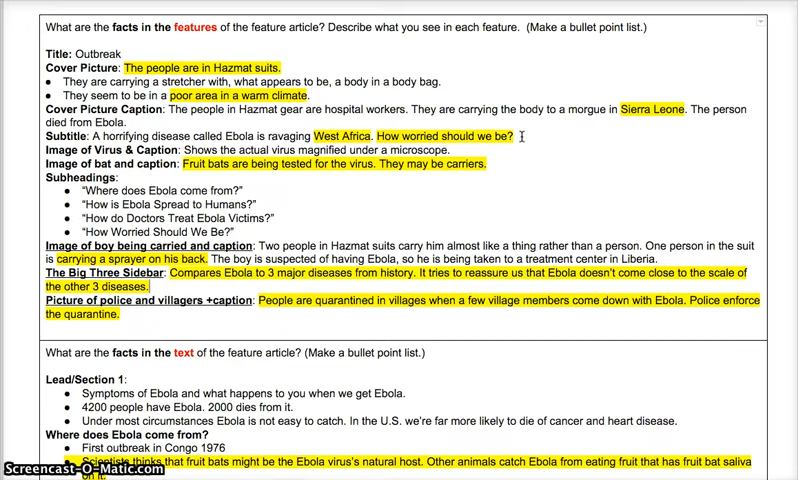 What are the facts in the features of the feature article? Describe what you see in each feature. (Make a bullet point list.)
Title: Outbreak
Cover Picture: The people are in Hazmat suits.
● They are carrying a stretcher with, what appears to be, a body in a body bag.
● They seem to be in a poor area in a warm climate.
Cover Picture Caption: The people in Hazmat gear are hospital workers. They are carrying the body to a morgue in Sierra Leone. The person
died from Ebola.
Subtitle: A horrifying disease called Ebola is ravaging West Africa. How worried should we be?
Image of Virus & Caption: Shows the actual virus magnified under a microscope.
Image of bat and caption: Fruit bats are being tested for the virus. They may be carriers.
Subheadings:
● “Where does Ebola come from?”
● “How is Ebola Spread to Humans?”
● “How do Doctors Treat Ebola Victims?”
● “How Worried Should We Be?”
Image of boy being carried and caption: Two people in Hazmat suits carry him almost like a thing rather than a person. One person in the suit
is carrying a sprayer on his back. The boy is suspected of having Ebola, so he is being taken to a treatment center in Liberia.
The Big Three Sidebar: Compares Ebola to 3 major diseases from history. It tries to reassure us that Ebola doesn’t come close to the scale of
the other 3 diseases.
Picture of police and villagers +caption: People are quarantined in villages when a few village members come down with Ebola. Police enforce
the quarantine.
What are the facts in the text of the feature article? (Make a bullet point list.)
Lead/Section 1:
● Symptoms of Ebola and what happens to you when we get Ebola.
● 4200 people have Ebola. 2000 dies from it.
● Under most circumstances Ebola is not easy to catch. In the U.S. we’re far more likely to die of cancer and heart disease.
Where does Ebola come from?
● First outbreak in Congo 1976
● Scientists thinks that fruit bats might be the Ebola virus’s natural host. Other animals catch Ebola from eating fruit that has fruit bat saliva
on it.
Screencast-O-Matic.com